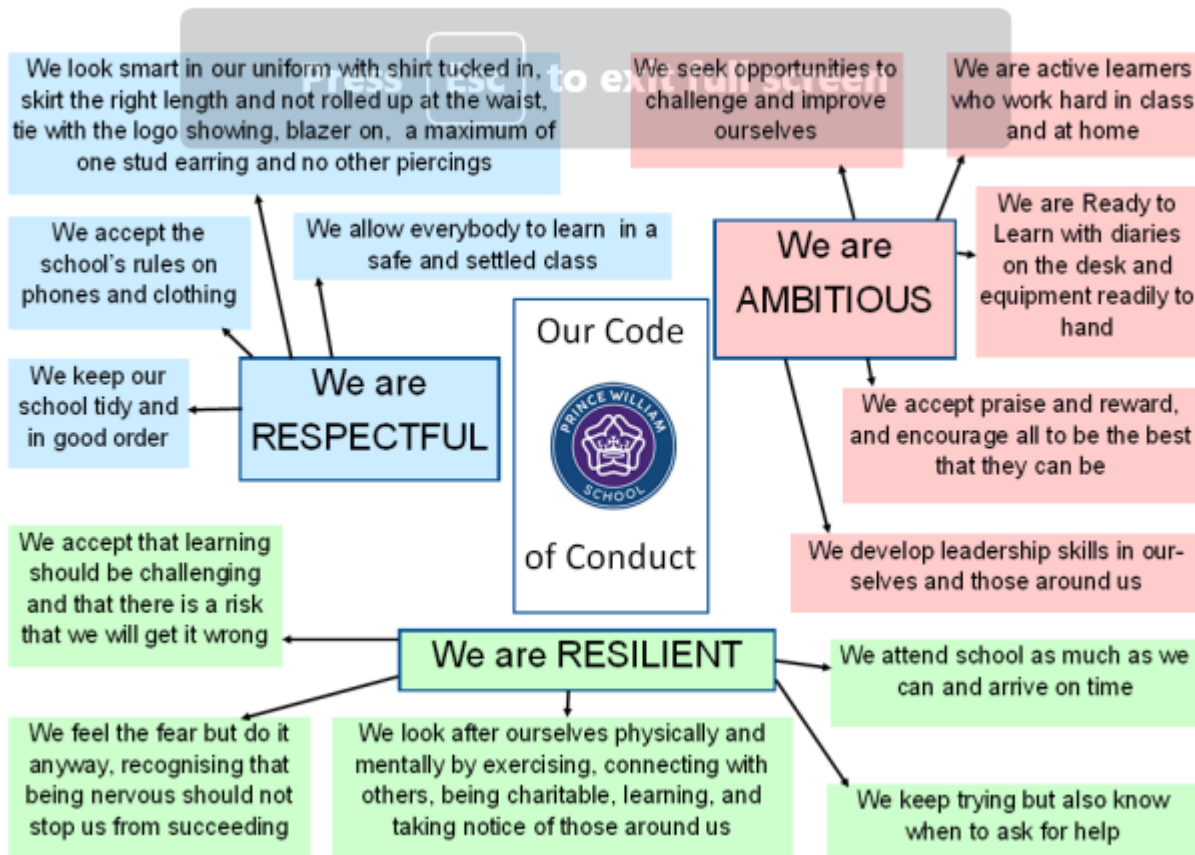 Press Esc to exit full screen
We look smart in our uniform with shirt tucked in,
skirt the right length and not rolled up at the waist,
tie with the logo showing, blazer on, a maximum of
one stud earring and no other piercings
We accept the
school's rules on
phones and clothing
We allow everybody to learn in a
safe and settled class
We keep our
school tidy and
in good order
We are
RESPECTFUL
Our Code
PRINCE WILLIAM
SCHOOL
of Conduct
We seek opportunities to
challenge and improve
ourselves
We are active learners
who work hard in class
and at home
We are
AMBITIOUS
We are Ready to
Learn with diaries
on the desk and
equipment readily to
hand
We accept praise and reward,
and encourage all to be the best
that they can be
We develop leadership skills in our-
selves and those around us
We accept that learning
should be challenging
and that there is a risk
that we will get it wrong
We are RESILIENT
We attend school as much as we
can and arrive on time
We feel the fear but do it
anyway, recognising that
being nervous should not
stop us from succeeding
We look after ourselves physically and
mentally by exercising, connecting with
others, being charitable, learning, and
taking notice of those around us
We keep trying but also know
when to ask for help